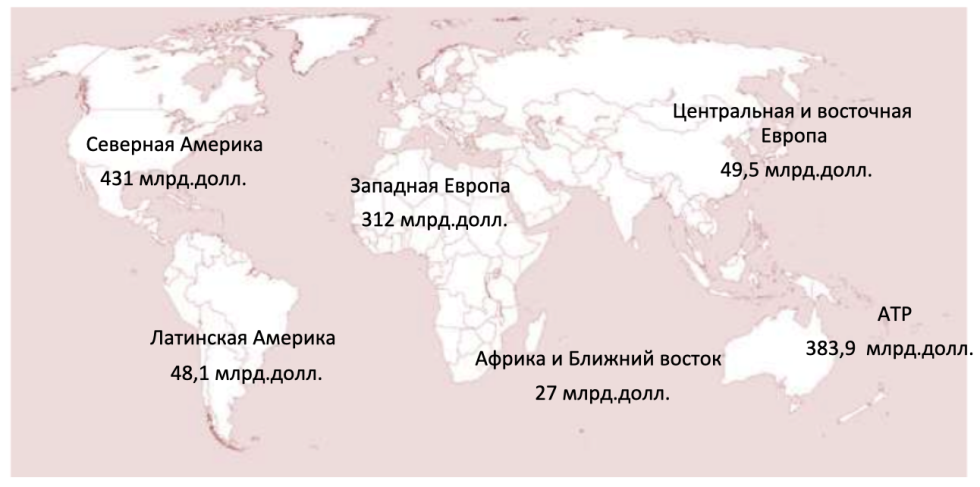 Центральная и восточная
Европа
49,5 млрд.долл.
Северная Америка
431 млрд.долл.
Западная Европа
312 млрд.долл.
Латинская Америка
48,1 млрд.долл.
Африка и Ближний восток
27 млрд.долл.
АТР
383,9 млрд.долл.